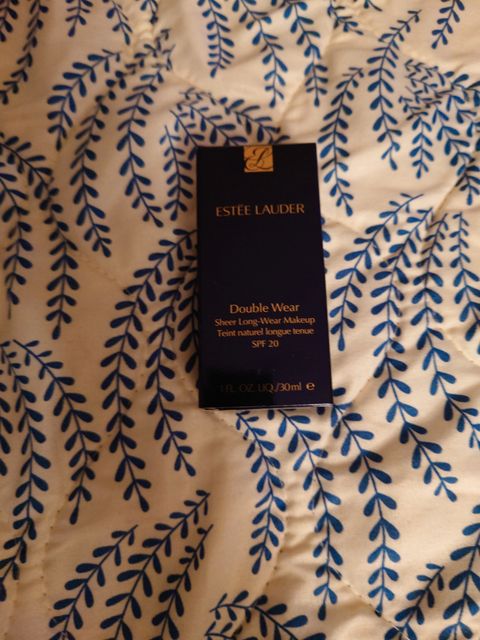 ESTĒE LAUDER
Double Wear
Sheer Long-Wear Makeup
Teint naturel longue tenue
SPF 20
1 FL. OZ. LIQ./30ml ℮